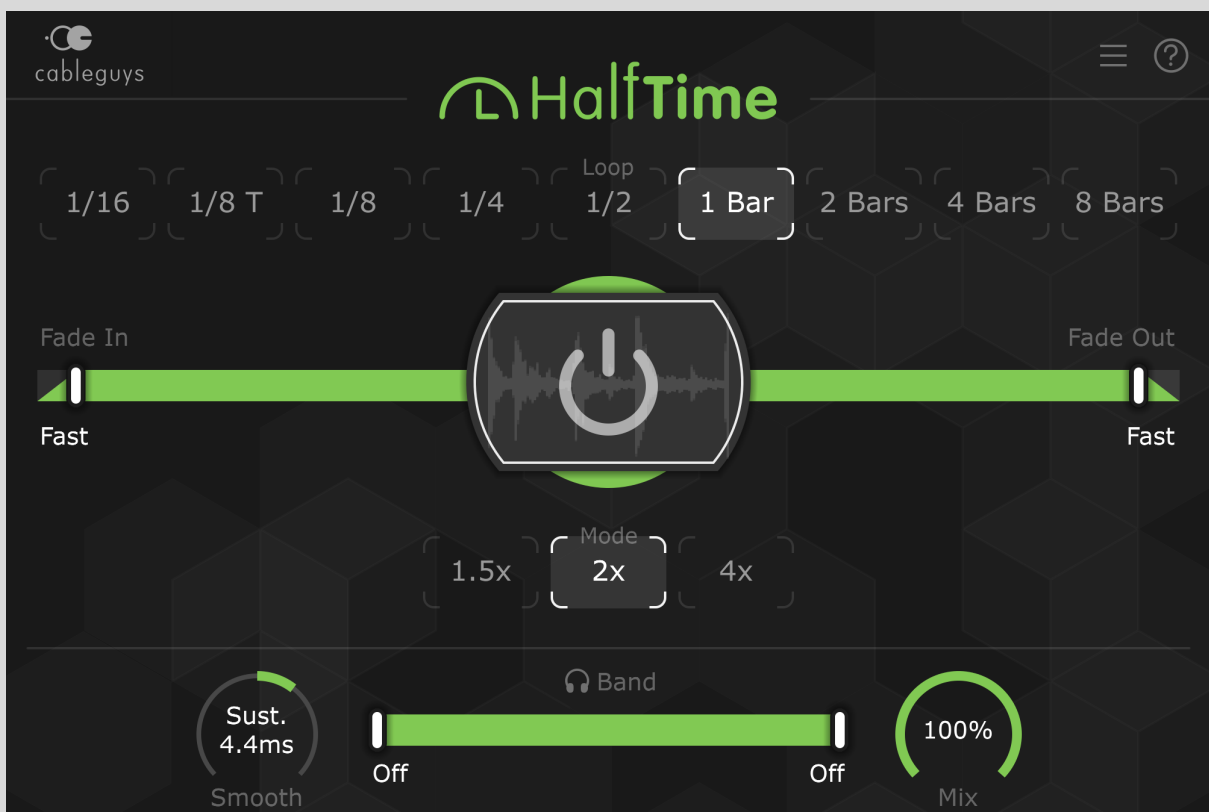 cableguys
HalfTime
Loop
1/16 1/8 T 1/8 1/4 1/2 1 Bar 2 Bars 4 Bars 8 Bars
Fade In Fade Out
Fast Fast
Mode
1.5x 2x 4x
Band
Sust.
4.4ms
100%
Off Off
Smooth Mix